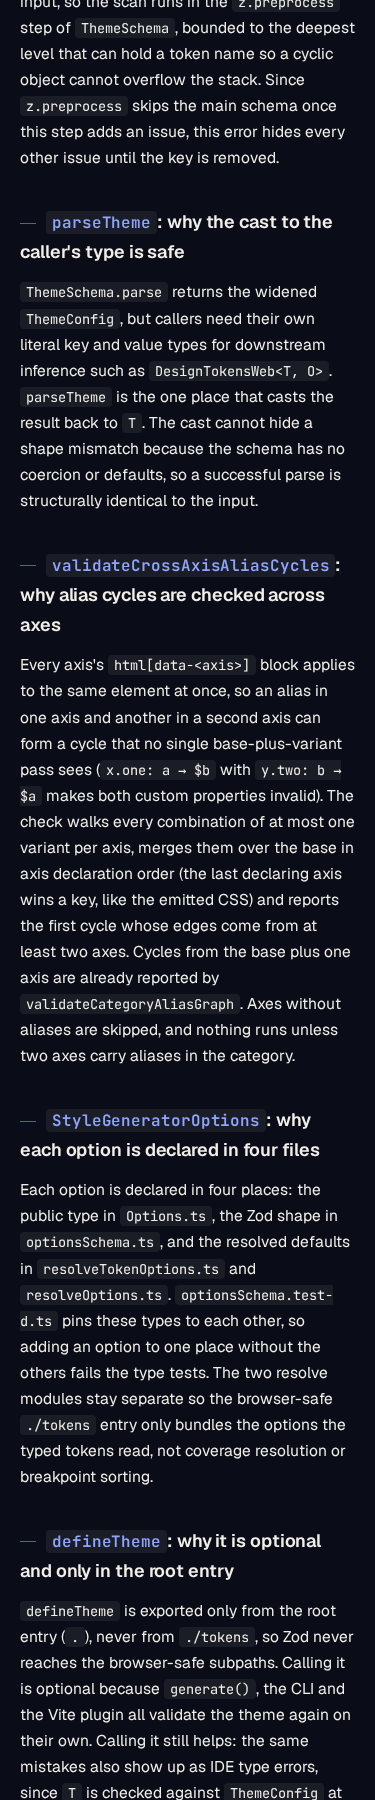 input, so the scan runs in the z.preprocess
step of ThemeSchema, bounded to the deepest
level that can hold a token name so a cyclic
object cannot overflow the stack. Since
z.preprocess skips the main schema once
this step adds an issue, this error hides every
other issue until the key is removed.
— parseTheme: why the cast to the
caller's type is safe
ThemeSchema.parse returns the widened
ThemeConfig, but callers need their own
literal key and value types for downstream
inference such as DesignTokensWeb<T, O>.
parseTheme is the one place that casts the
result back to T. The cast cannot hide a
shape mismatch because the schema has no
coercion or defaults, so a successful parse is
structurally identical to the input.
— validateCrossAxisAliasCycles:
why alias cycles are checked across
axes
Every axis's html[data-<axis>] block applies
to the same element at once, so an alias in
one axis and another in a second axis can
form a cycle that no single base-plus-variant
pass sees (x.one: a → $b with y.two: b →
$a makes both custom properties invalid). The
check walks every combination of at most one
variant per axis, merges them over the base in
axis declaration order (the last declaring axis
wins a key, like the emitted CSS) and reports
the first cycle whose edges come from at
least two axes. Cycles from the base plus one
axis are already reported by
validateCategoryAliasGraph. Axes without
aliases are skipped, and nothing runs unless
two axes carry aliases in the category.
— StyleGeneratorOptions: why
each option is declared in four files
Each option is declared in four places: the
public type in Options.ts, the Zod shape in
optionsSchema.ts, and the resolved defaults
in resolveTokenOptions.ts and
resolveOptions.ts. optionsSchema.test-
d.ts pins these types to each other, so
adding an option to one place without the
others fails the type tests. The two resolve
modules stay separate so the browser-safe
./tokens entry only bundles the options the
typed tokens read, not coverage resolution or
breakpoint sorting.
— defineTheme: why it is optional
and only in the root entry
defineTheme is exported only from the root
entry (.), never from ./tokens, so Zod never
reaches the browser-safe subpaths. Calling it
is optional because generate(), the CLI and
the Vite plugin all validate the theme again on
their own. Calling it still helps: the same
mistakes also show up as IDE type errors,
since T is checked against ThemeConfig at